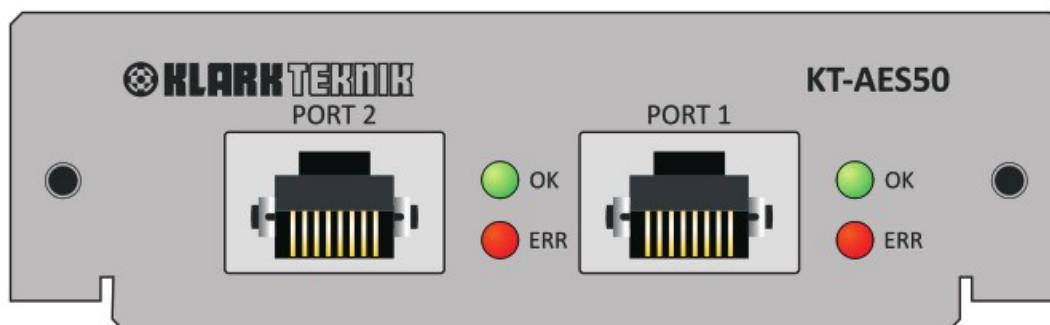 KLARK TEKNIK
KT-AES50
PORT 2
PORT 1
OK
OK
ERR
ERR